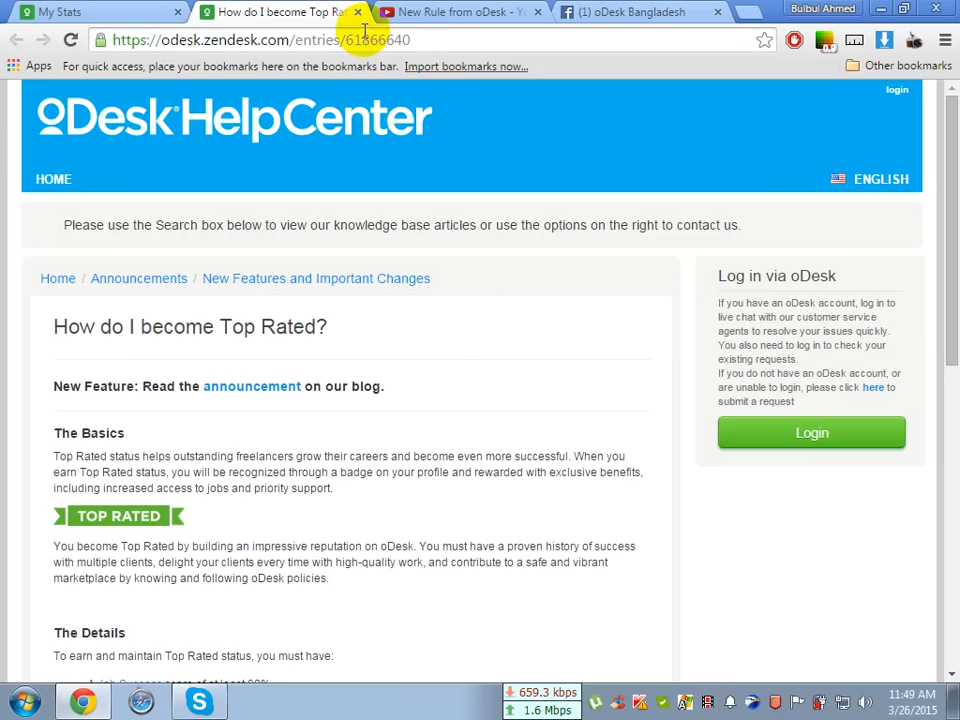 My Stats
How do I become Top Ra
New Rule from oDesk - Yo
(1) oDesk Bangladesh
Bulbul Ahmed
https://odesk.zendesk.com/entries/61866640
Apps
For quick access, place your bookmarks here on the bookmarks bar.
Import bookmarks now...
Other bookmarks
login
oDesk HelpCenter
HOME
ENGLISH
Please use the Search box below to view our knowledge base articles or use the options on the right to contact us.
Home / Announcements / New Features and Important Changes
How do I become Top Rated?
New Feature: Read the announcement on our blog.
The Basics
Top Rated status helps outstanding freelancers grow their careers and become even more successful. When you
earn Top Rated status, you will be recognized through a badge on your profile and rewarded with exclusive benefits,
including increased access to jobs and priority support.
TOP RATED
You become Top Rated by building an impressive reputation on oDesk. You must have a proven history of success
with multiple clients, delight your clients every time with high-quality work, and contribute to a safe and vibrant
marketplace by knowing and following oDesk policies.
The Details
To earn and maintain Top Rated status, you must have:
Log in via oDesk
If you have an oDesk account, log in to
live chat with our customer service
agents to resolve your issues quickly.
You also need to log in to check your
existing requests.
If you do not have an oDesk account, or
are unable to login, please click here to
submit a request
Login
659.3 kbps
1.6 Mbps
11:49 AM
3/26/2015